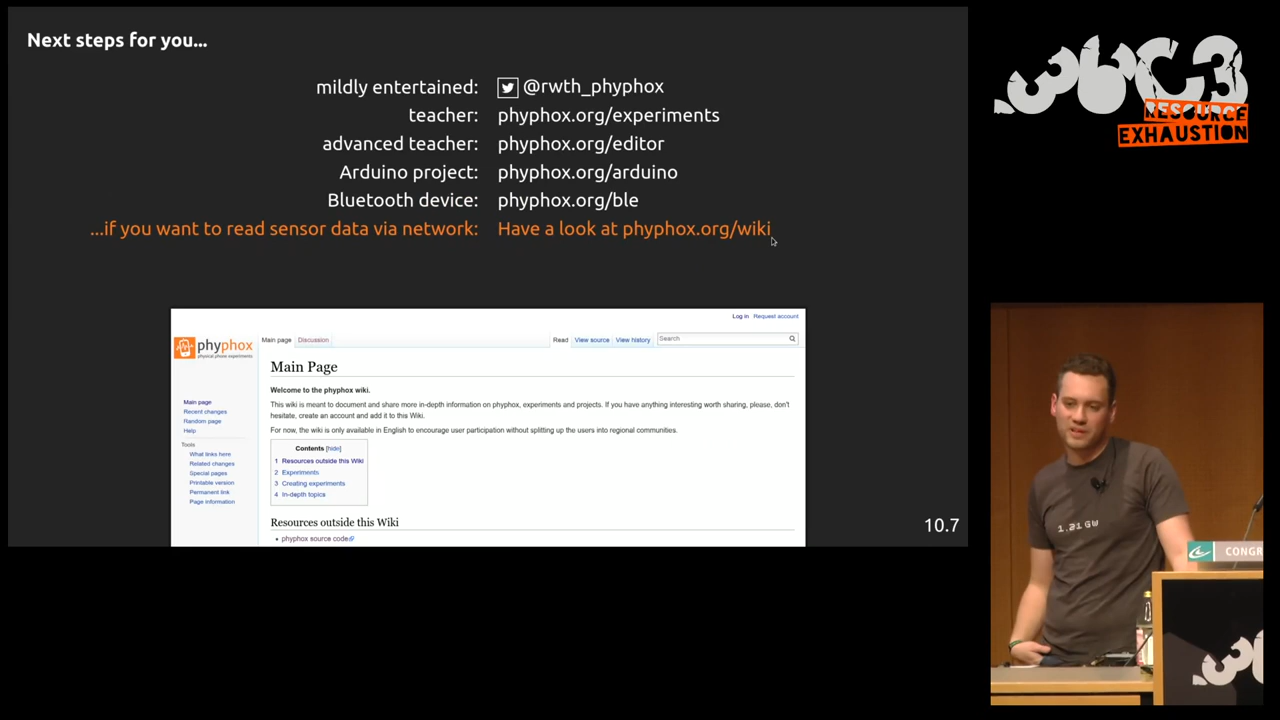 Next steps for you...
mildly entertained: @rwth_phyphox
teacher: phyphox.org/experiments
advanced teacher: phyphox.org/editor
Arduino project: phyphox.org/arduino
Bluetooth device: phyphox.org/ble
...if you want to read sensor data via network: Have a look at phyphox.org/wiki
Log in Request account
phyphox
physical phone experiments
Main page Discussion Read View source View history Search
Main Page
Welcome to the phyphox wiki.
This wiki is meant to document and share more in-depth information on phyphox, experiments and projects. If you have anything interesting worth sharing, please, don't
hesitate, create an account and add it to this Wiki.
For now, the wiki is only available in English to encourage user participation without splitting up the users into regional communities.
Main page
Recent changes
Random page
Help
Tools
What links here
Related changes
Special pages
Printable version
Permanent link
Page information
Contents [hide]
1 Resources outside this Wiki
2 Experiments
3 Creating experiments
4 In-depth topics
Resources outside this Wiki
• phyphox source code
10.7
36C3
RESOURCE
EXHAUSTION
1.21 GW
CONGR